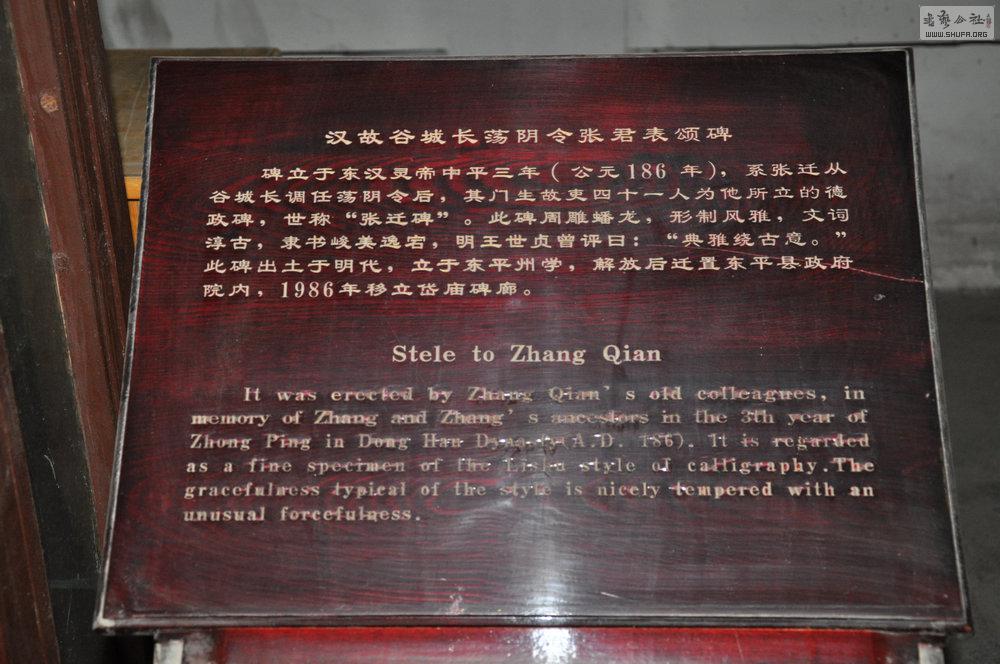 书艺公社
WWW.SHUFA.ORG
汉故谷城长荡阴令张君表颂碑
碑立于东汉灵帝中平三年(公元186 年),系张迁从
谷城长调任荡阴令后,其门生故吏四十一人为他所立的德
政碑,世称“张迁碑”。此碑周雕蟠龙,形制风雅,文词
淳古,隶书峻美逸宕,明王世贞曾评曰:“典雅绕古意。”
此碑出土于明代,立于东平州学,解放后迁置东平县政府
院内,1986年移立岱庙碑廊。
Stele to Zhang Qian
It was erected by Zhang Qian's old colleagnes, in
memory of Zhang and Zhang's ancestors in the 3th year of
Zhong Ping in Dong Han Dynasty(A.D. 186). It is regarded
as a fine specimen of the Lishu style of calligraphy.The
gracefulness typical of the style is nicely tempered with an
unusual forcefulness.